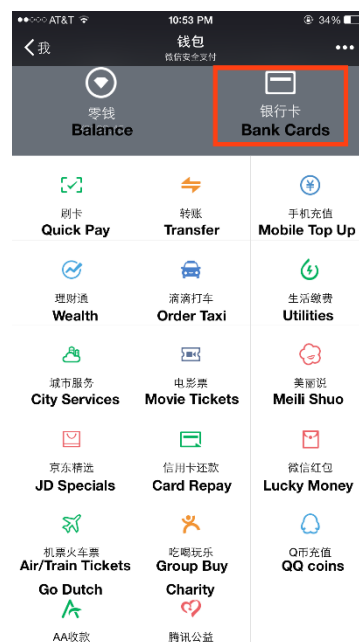 AT&T 10:53 PM 34%
我 钱包
微信安全支付
零钱 银行卡
Balance Bank Cards
刷卡 转账 手机充值
Quick Pay Transfer Mobile Top Up
理财通 滴滴打车 生活缴费
Wealth Order Taxi Utilities
城市服务 电影票 美丽说
City Services Movie Tickets Meili Shuo
京东精选 信用卡还款 微信红包
JD Specials Card Repay Lucky Money
机票火车票 吃喝玩乐 Q币充值
Air/Train Tickets Group Buy QQ coins
Go Dutch Charity
AA收款 腾讯公益